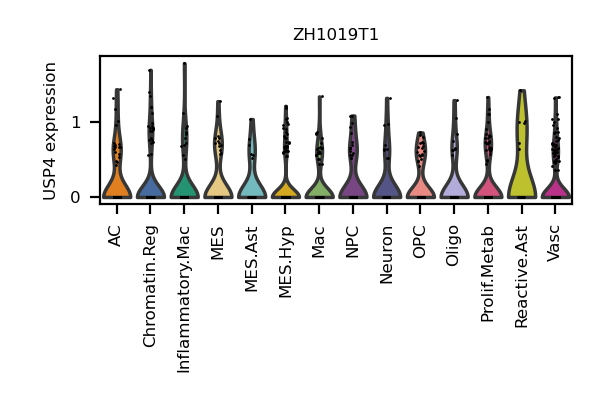 ZH1019T1
USP4 expression
1
0
AC
Chromatin.Reg
Inflammatory.Mac
MES
MES.Ast
MES.Hyp
Mac
NPC
Neuron
OPC
Oligo
Prolif.Metab
Reactive.Ast
Vasc